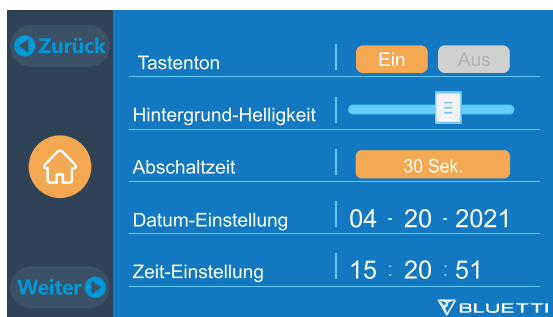 Zurück
Tastenton Ein Aus
Hintergrund-Helligkeit
Abschaltzeit 30 Sek.
Datum-Einstellung 04 - 20 - 2021
Zeit-Einstellung 15 : 20 : 51
Weiter
BLUETTI